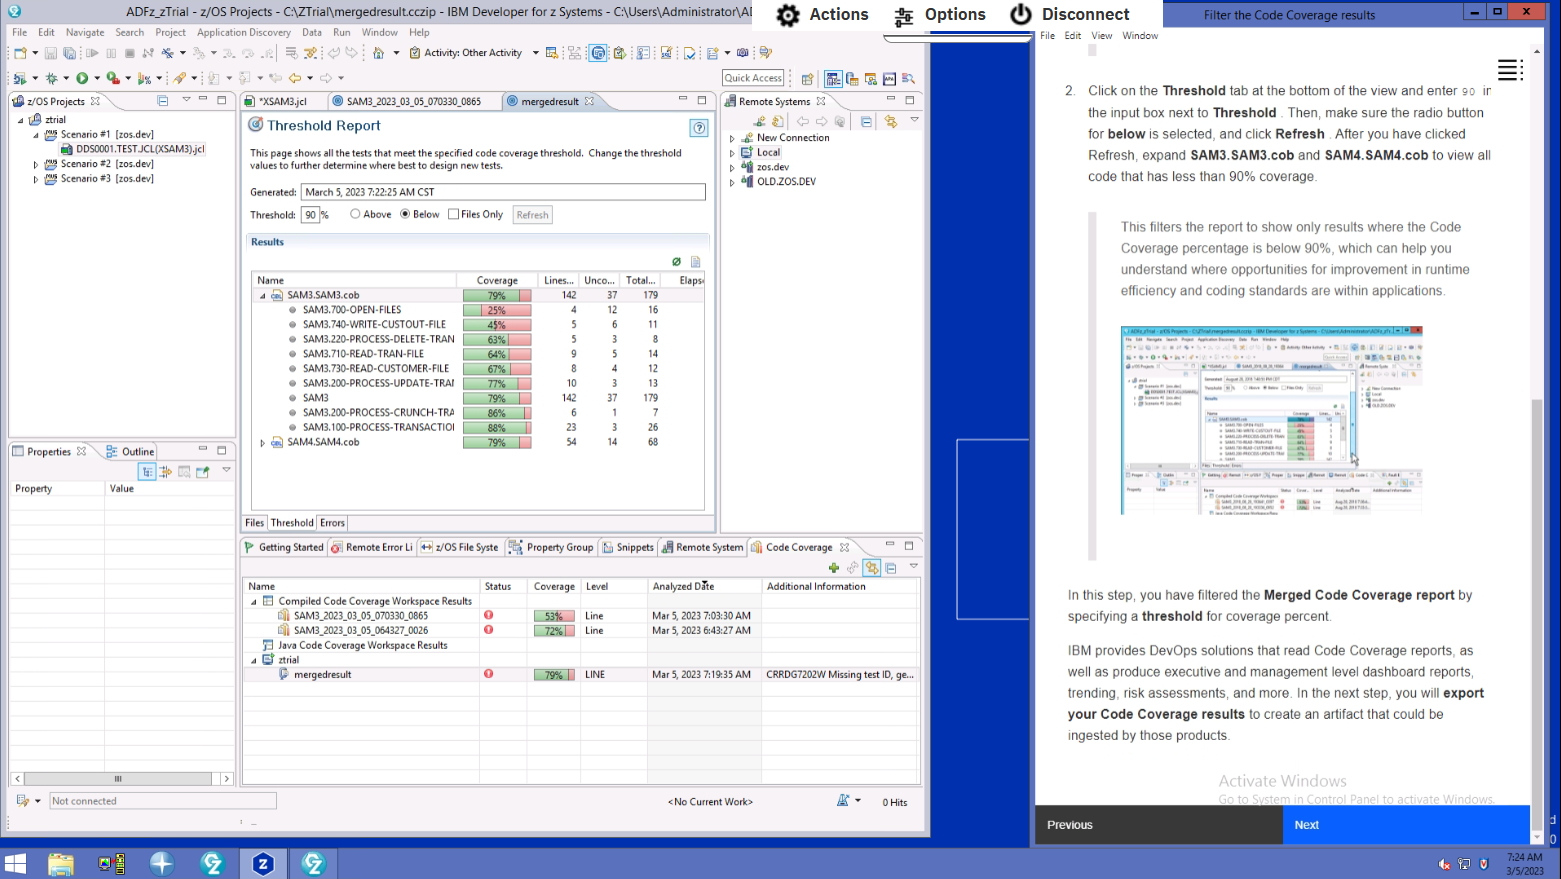 ADFz_zTrial - z/OS Projects - C:\ZTrial\mergedresult.cczip - IBM Developer for z Systems - C:\Users\Administrator\AD
Actions Options Disconnect
Filter the Code Coverage results
File Edit Navigate Search Project Application Discovery Data Run Window Help
File Edit View Window
Activity: Other Activity
Quick Access
z/OS Projects
ztrial
Scenario #1 [zos.dev]
DDS0001.TEST.JCL(XSAM3).jcl
Scenario #2 [zos.dev]
Scenario #3 [zos.dev]
*XSAM3.jcl SAM3_2023_03_05_070330_0865 mergedresult
Threshold Report
This page shows all the tests that meet the specified code coverage threshold. Change the threshold
values to further determine where best to design new tests.
Generated: March 5, 2023 7:22:25 AM CST
Threshold: 90 % Above Below Files Only Refresh
Results
Name Coverage Lines... Unco... Total... Elaps
SAM3.SAM3.cob 79% 142 37 179
SAM3.700-OPEN-FILES 25% 4 12 16
SAM3.740-WRITE-CUSTOUT-FILE 45% 5 6 11
SAM3.220-PROCESS-DELETE-TRAN 63% 5 3 8
SAM3.710-READ-TRAN-FILE 64% 9 5 14
SAM3.730-READ-CUSTOMER-FILE 67% 8 4 12
SAM3.200-PROCESS-UPDATE-TRAN 77% 10 3 13
SAM3 79% 142 37 179
SAM3.200-PROCESS-CRUNCH-TRA 86% 6 1 7
SAM3.100-PROCESS-TRANSACTIO 88% 23 3 26
SAM4.SAM4.cob 79% 54 14 68
Files Threshold Errors
Remote Systems
New Connection
Local
zos.dev
OLD.ZOS.DEV
Properties Outline
Property Value
Getting Started Remote Error Li z/OS File Syste Property Group Snippets Remote System Code Coverage
Name Status Coverage Level Analyzed Date Additional Information
Compiled Code Coverage Workspace Results
SAM3_2023_03_05_070330_0865 53% Line Mar 5, 2023 7:03:30 AM
SAM3_2023_03_05_064327_0026 72% Line Mar 5, 2023 6:43:27 AM
Java Code Coverage Workspace Results
ztrial
mergedresult 79% LINE Mar 5, 2023 7:19:35 AM CRRDG7202W Missing test ID, ge...
Not connected
<No Current Work>
0 Hits
2. Click on the Threshold tab at the bottom of the view and enter 90 in
the input box next to Threshold . Then, make sure the radio button
for below is selected, and click Refresh . After you have clicked
Refresh, expand SAM3.SAM3.cob and SAM4.SAM4.cob to view all
code that has less than 90% coverage.
This filters the report to show only results where the Code
Coverage percentage is below 90%, which can help you
understand where opportunities for improvement in runtime
efficiency and coding standards are within applications.
In this step, you have filtered the Merged Code Coverage report by
specifying a threshold for coverage percent.
IBM provides DevOps solutions that read Code Coverage reports, as
well as produce executive and management level dashboard reports,
trending, risk assessments, and more. In the next step, you will export
your Code Coverage results to create an artifact that could be
ingested by those products.
Activate Windows
Go to System in Control Panel to activate Windows.
Previous Next
7:24 AM
3/5/2023